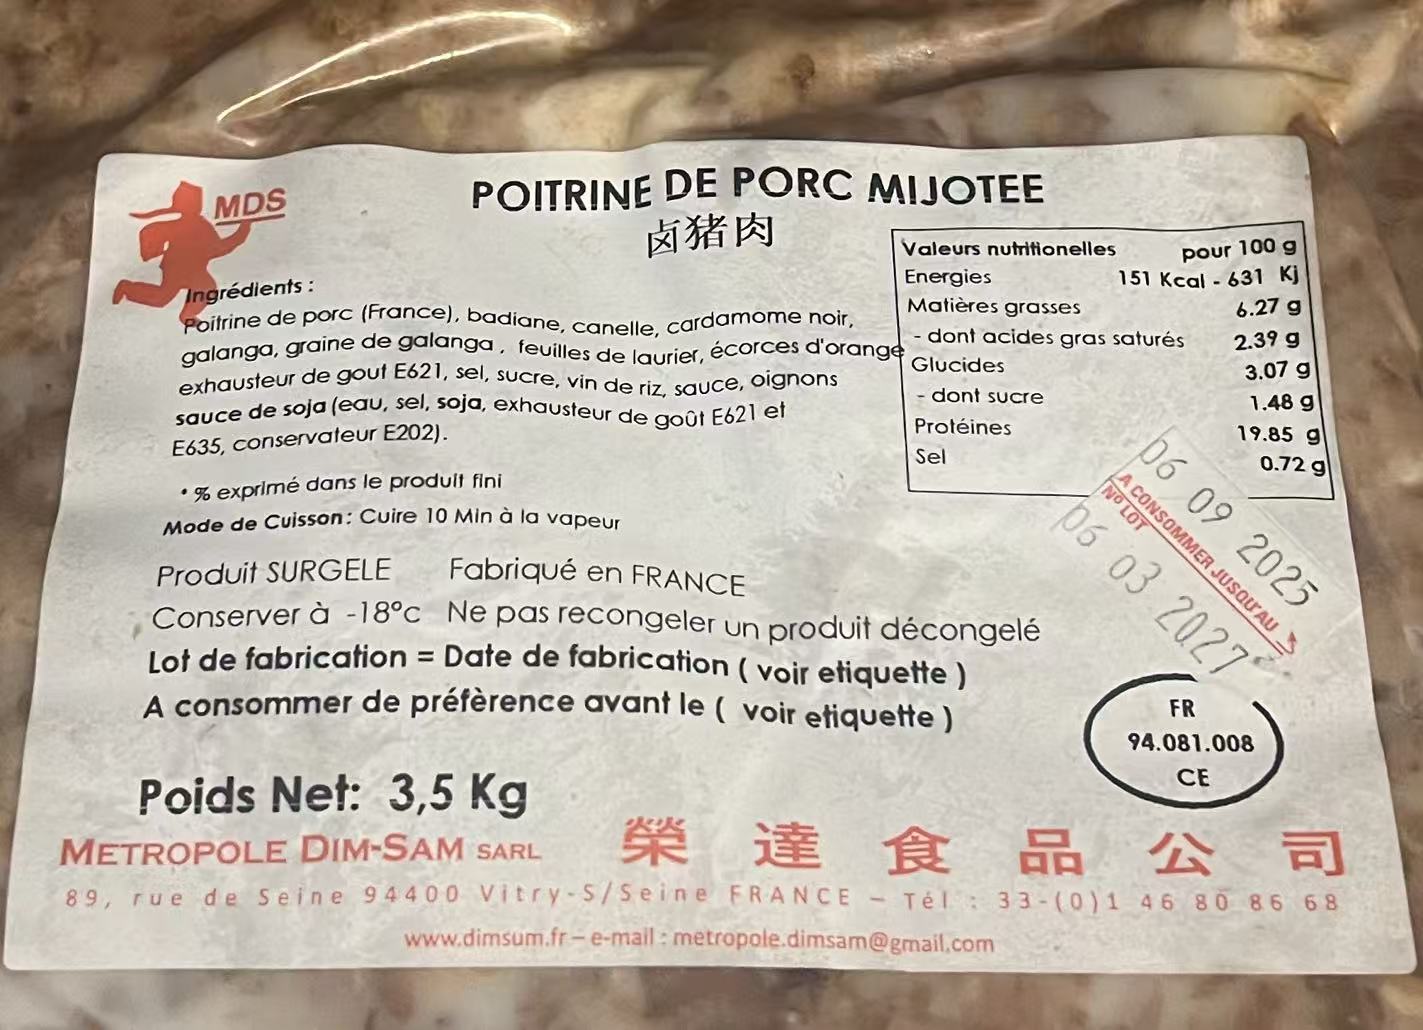 MDS
POITRINE DE PORC MIJOTEE
卤猪肉
Ingrédients :
Poitrine de porc (France), badiane, canelle, cardamome noir,
galanga, graine de galanga, feuilles de laurier, écorces d'orange
exhausteur de gout E621, sel, sucre, vin de riz, sauce, oignons
sauce de soja (eau, sel, soja, exhausteur de goût E621 et
E635, conservateur E202).
* % exprimé dans le produit fini
Mode de Cuisson: Cuire 10 Min à la vapeur
Valeurs nutritionelles pour 100 g
Energies 151 Kcal - 631 Kj
Matières grasses 6.27 g
- dont acides gras saturés 2.39 g
Glucides 3.07 g
- dont sucre 1.48 g
Protéines 19.85 g
Sel 0.72 g
06 09 2025
A CONSOMMER JUSQU'AU
No LOT
06 03 2027
Produit SURGELE Fabriqué en FRANCE
Conserver à -18°c Ne pas recongeler un produit décongelé
Lot de fabrication = Date de fabrication ( voir etiquette )
A consommer de préfèrence avant le ( voir etiquette )
FR
94.081.008
CE
Poids Net: 3,5 Kg
METROPOLE DIM-SAM SARL 榮達食品公司
89, rue de Seine 94400 Vitry-S/Seine FRANCE - Tél : 33-(0)1 46 80 86 68
www.dimsum.fr – e-mail : metropole.dimsam@gmail.com